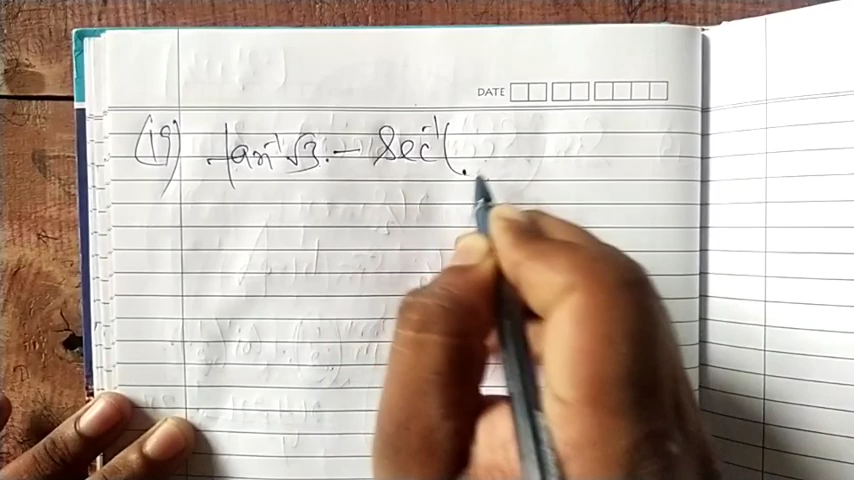 DATE
(19) tan⁻¹ √3 - Sec⁻¹(